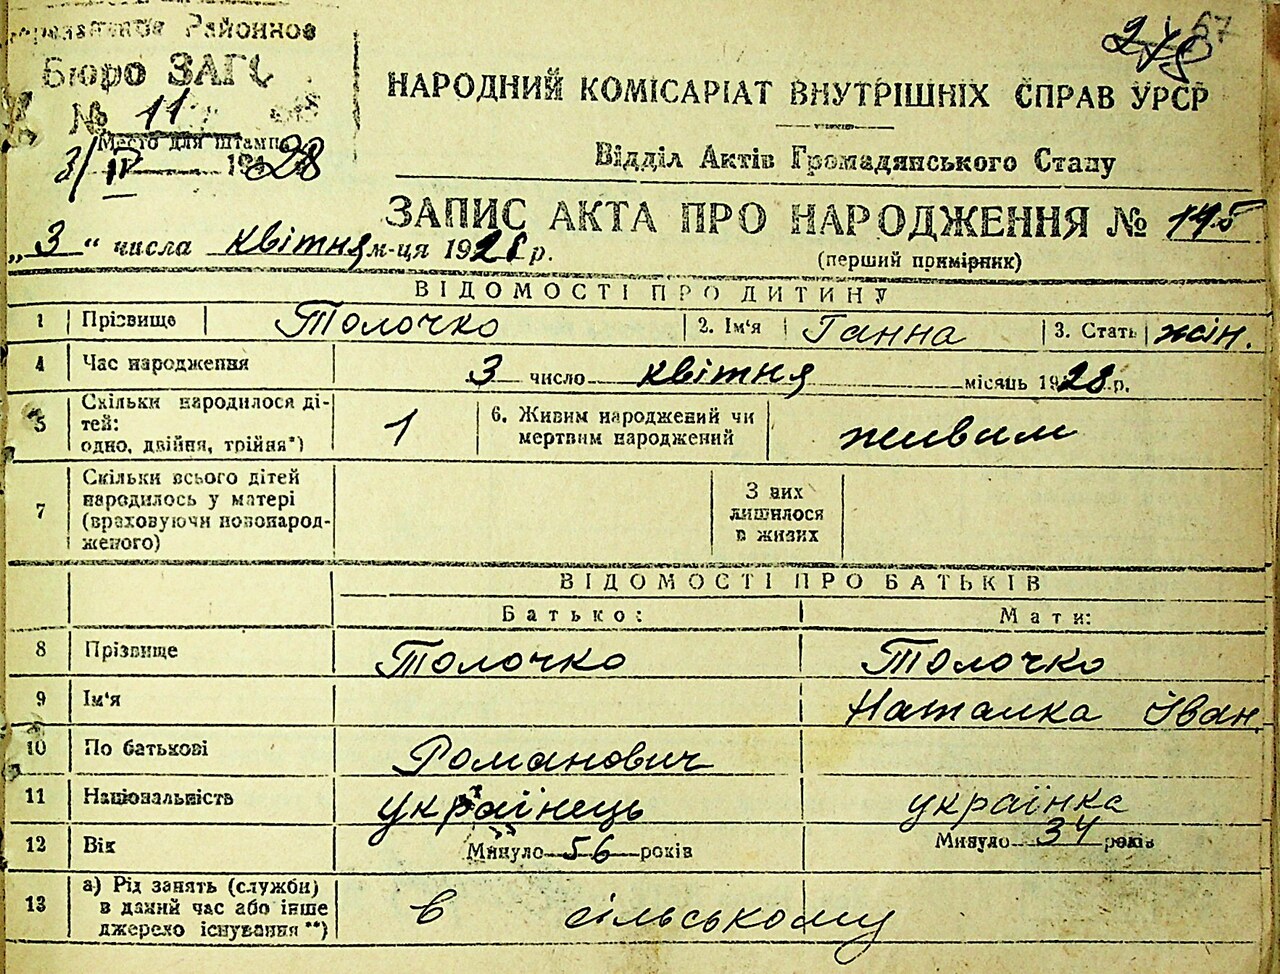 Районное
Бюро ЗАГС
№ 11
Место для штампа
3/IV 1928
67
НАРОДНИЙ КОМІСАРІАТ ВНУТРІШНІХ СПРАВ УРСР
Відділ Актів Громадянського Стану
ЗАПИС АКТА ПРО НАРОДЖЕННЯ № 145
„3“ числа квітня м-ця 1928 р.
(перший примірник)
ВІДОМОСТІ ПРО ДИТИНУ
1 Прізвище Толочко 2. Ім'я Ганна 3. Стать жін.
4 Час народження 3 число квітня місяць 1928 р.
5 Скільки народилося ді-
тей:
одно, двійня, трійня*) 1 6. Живим народжений чи
мертвим народжений живим
7 Скільки всього дітей
народилось у матері
(враховуючи новонарод-
женого)
З них
лишилося
в живих
ВІДОМОСТІ ПРО БАТЬКІВ
Батько: Мати:
8 Прізвище Толочко Толочко
9 Ім'я Наталка Іван
10 По батькові Романович
11 Національність українець українка
12 Вік Минуло 56 років Минуло 34 років
13 а) Рід занять (служби)
в даний час або інше
джерело існування **) в сільському